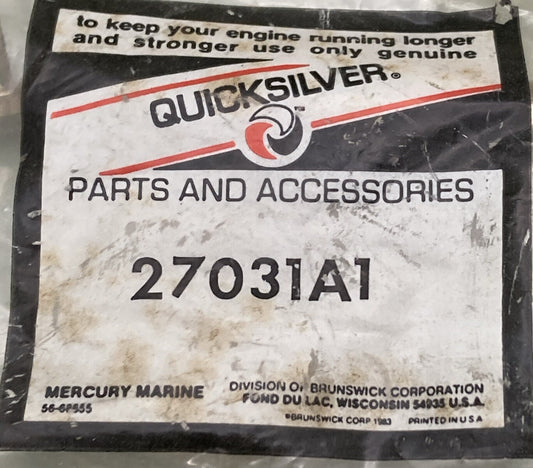 to keep your engine running longer
and stronger use only genuine
QUICKSILVER®
PARTS AND ACCESSORIES
27031A1
MERCURY MARINE
DIVISION OF BRUNSWICK CORPORATION
FOND DU LAC, WISCONSIN 54935 U.S.A.
©BRUNSWICK CORP 1983 PRINTED IN U S A